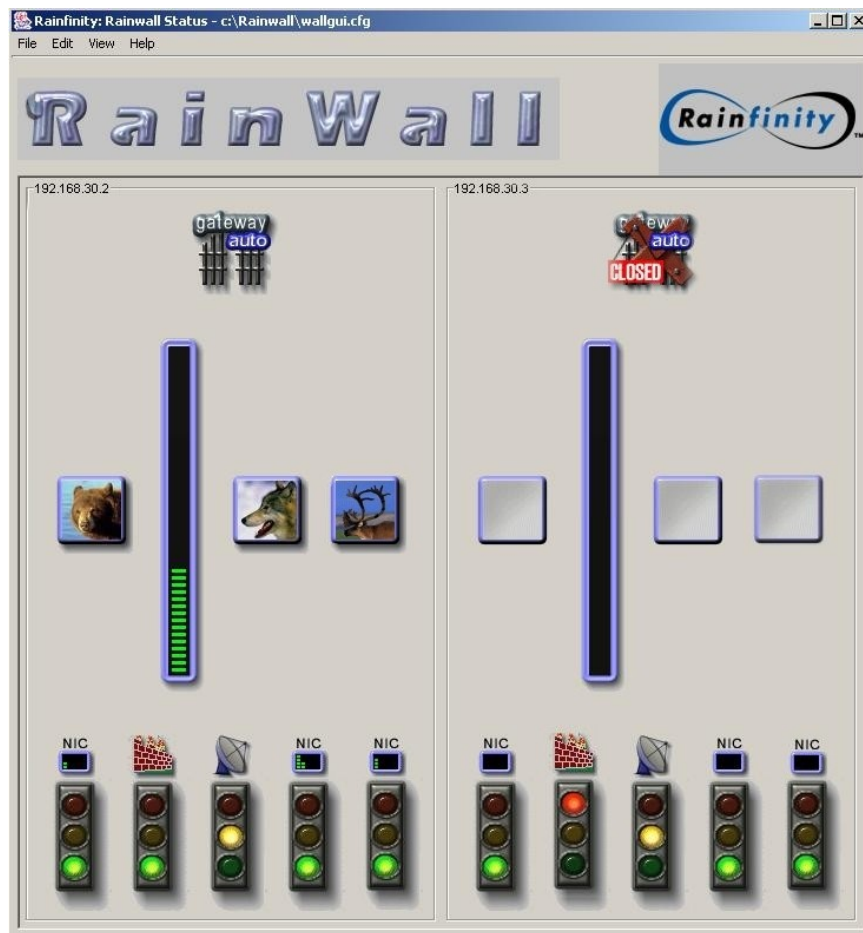 Rainfinity: Rainwall Status - c:\Rainwall\wallgui.cfg
File Edit View Help
RainWall
Rainfinity™
192.168.30.2
gateway
auto
NIC
NIC
NIC
192.168.30.3
gateway
auto
CLOSED
NIC
NIC
NIC